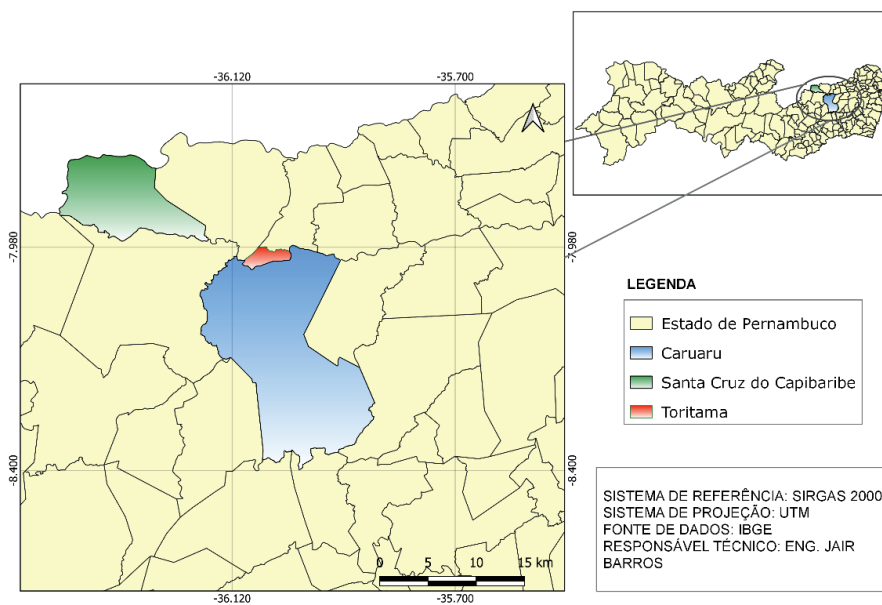 -36.120
-35.700
-7.980
-7.980
LEGENDA
Estado de Pernambuco
Caruaru
Santa Cruz do Capibaribe
Toritama
-8.400
-8.400
SISTEMA DE REFERÊNCIA: SIRGAS 2000
SISTEMA DE PROJEÇÃO: UTM
FONTE DE DADOS: IBGE
RESPONSÁVEL TÉCNICO: ENG. JAIR
BARROS
0 5 10 15 km
-36.120
-35.700